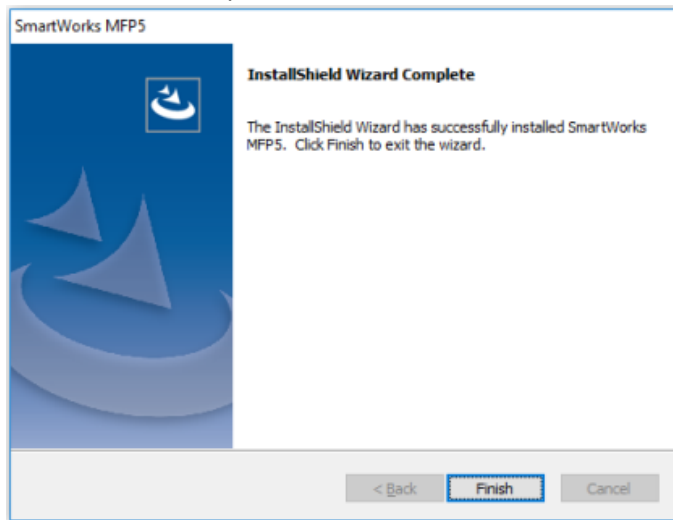 SmartWorks MFP5
InstallShield Wizard Complete
The InstallShield Wizard has successfully installed SmartWorks
MFP5. Click Finish to exit the wizard.
< Back
Finish
Cancel